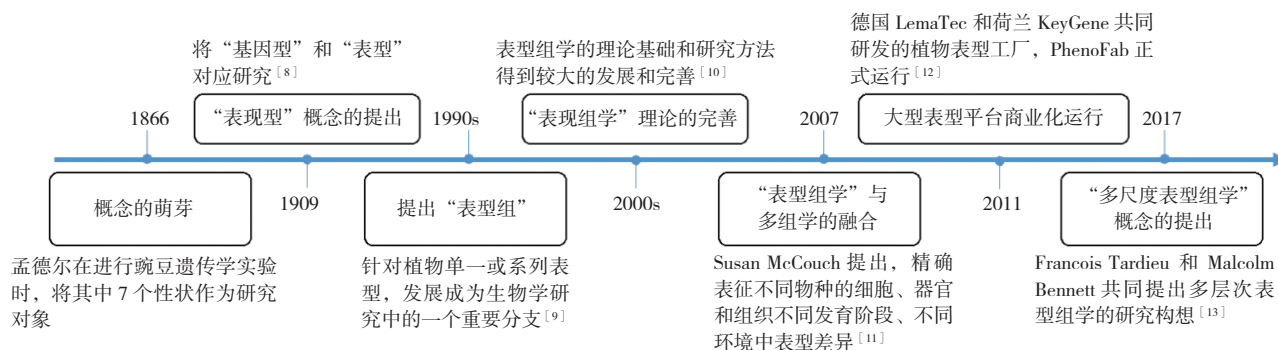 将“基因型”和“表型”
对应研究[8]
表型组学的理论基础和研究方法
得到较大的发展和完善[10]
德国 LemaTec 和荷兰 KeyGene 共同
研发的植物表型工厂，PhenoFab 正
式运行[12]
1866
“表现型”概念的提出
1990s
“表现组学”理论的完善
2007
大型表型平台商业化运行
2017
概念的萌芽
1909
提出“表型组”
2000s
“表型组学”与
多组学的融合
2011
“多尺度表型组学”
概念的提出
孟德尔在进行豌豆遗传学实验
时，将其中 7 个性状作为研究
对象
针对植物单一或系列表
型，发展成为生物学研
究中的一个重要分支[9]
Susan McCouch 提出，精确
表征不同物种的细胞、器官
和组织不同发育阶段、不同
环境中表型差异[11]
Francois Tardieu 和 Malcolm
Bennett 共同提出多层次表
型组学的研究构想[13]